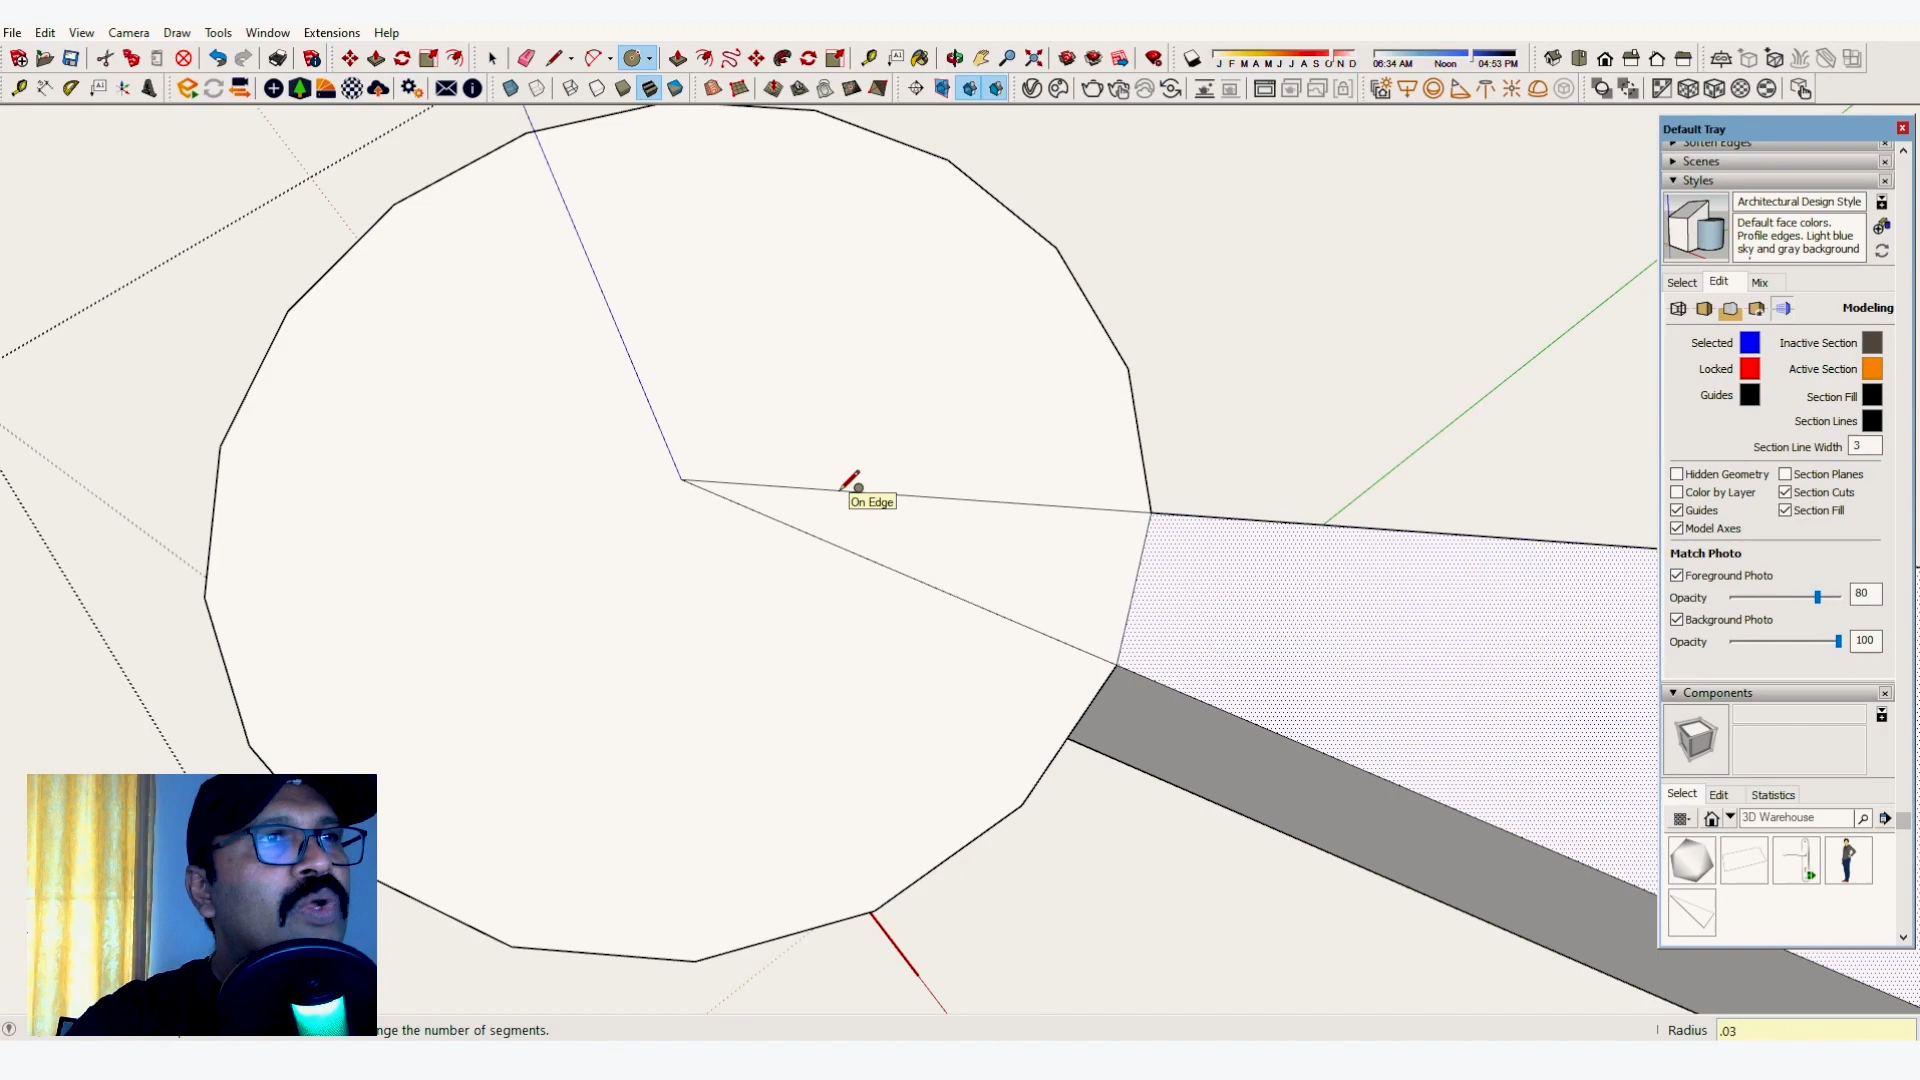 File Edit View Camera Draw Tools Window Extensions Help
J F M A M J J A S O N D
06:34 AM Noon 04:53 PM
Default Tray
Soften Edges
Scenes
Styles
Architectural Design Style
Default face colors.
Profile edges. Light blue
sky and gray background
Select Edit Mix
Modeling
Selected Inactive Section
Locked Active Section
Guides Section Fill
Section Lines
Section Line Width 3
Hidden Geometry Section Planes
Color by Layer Section Cuts
Guides Section Fill
Model Axes
Match Photo
Foreground Photo
Opacity 80
Background Photo
Opacity 100
Components
Select Edit Statistics
3D Warehouse
On Edge
nge the number of segments.
Radius .03